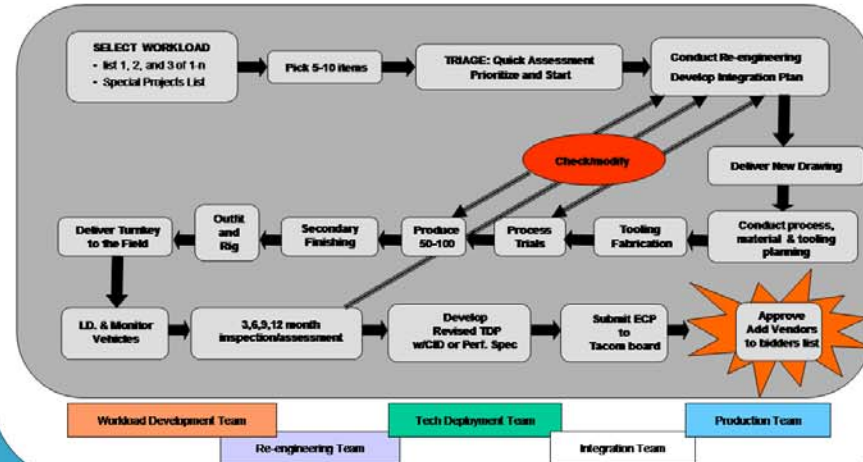 SELECT WORKLOAD
• list 1, 2, and 3 of 1-n
• Special Projects List
Pick 5-10 items
TRIAGE: Quick Assessment
Prioritize and Start
Conduct Re-engineering
Develop Integration Plan
Check/modify
Deliver New Drawing
Deliver Turnkey
to the Field
Outfit
and
Rig
Secondary
Finishing
Produce
50-100
Process
Trials
Tooling
Fabrication
Conduct process,
material & tooling
planning
I.D. & Monitor
Vehicles
3,6,9,12 month
inspection/assessment
Develop
Revised TDP
w/CID or Perf. Spec
Submit ECP
to
Tacom board
Approve
Add Vendors
to bidders list
Workload Development Team
Tech Deployment Team
Production Team
Re-engineering Team
Integration Team